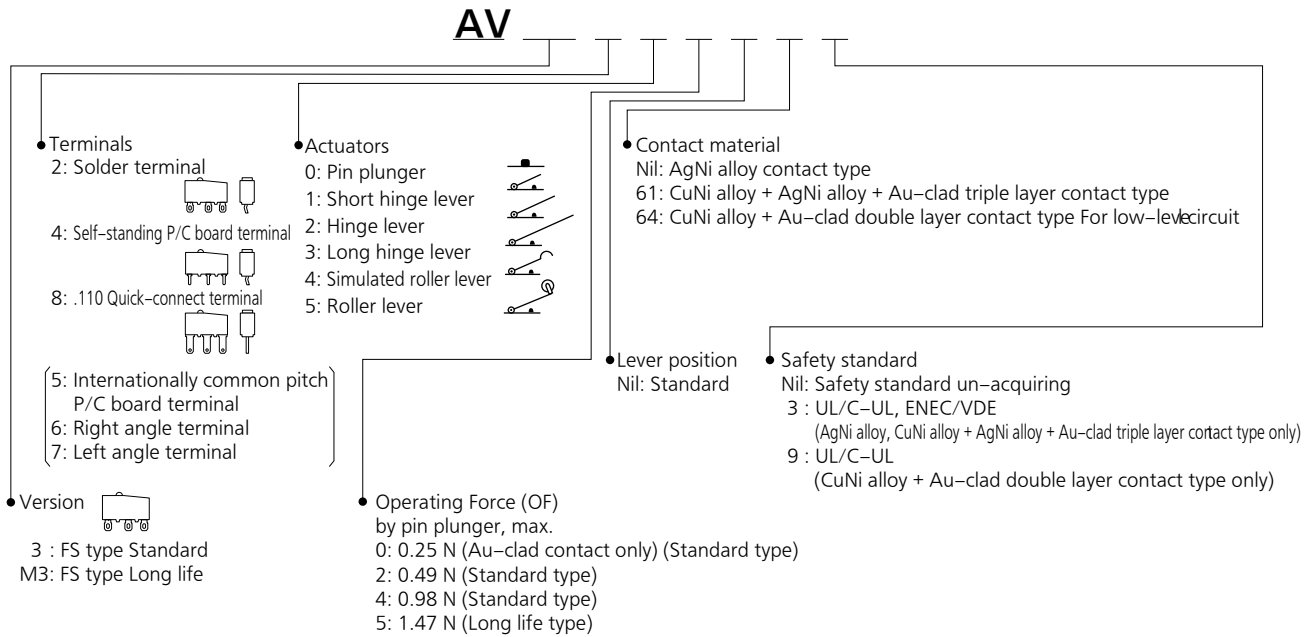 AV
Terminals
2: Solder terminal
4: Self-standing P/C board terminal
8: .110 Quick-connect terminal
5: Internationally common pitch
P/C board terminal
6: Right angle terminal
7: Left angle terminal
Version
3 : FS type Standard
M3: FS type Long life
Actuators
0: Pin plunger
1: Short hinge lever
2: Hinge lever
3: Long hinge lever
4: Simulated roller lever
5: Roller lever
Operating Force (OF)
by pin plunger, max.
0: 0.25 N (Au-clad contact only) (Standard type)
2: 0.49 N (Standard type)
4: 0.98 N (Standard type)
5: 1.47 N (Long life type)
Lever position
Nil: Standard
Contact material
Nil: AgNi alloy contact type
61: CuNi alloy + AgNi alloy + Au-clad triple layer contact type
64: CuNi alloy + Au-clad double layer contact type For low-level circuit
Safety standard
Nil: Safety standard un-acquiring
3 : UL/C-UL, ENEC/VDE
(AgNi alloy, CuNi alloy + AgNi alloy + Au-clad triple layer contact type only)
9 : UL/C-UL
(CuNi alloy + Au-clad double layer contact type only)